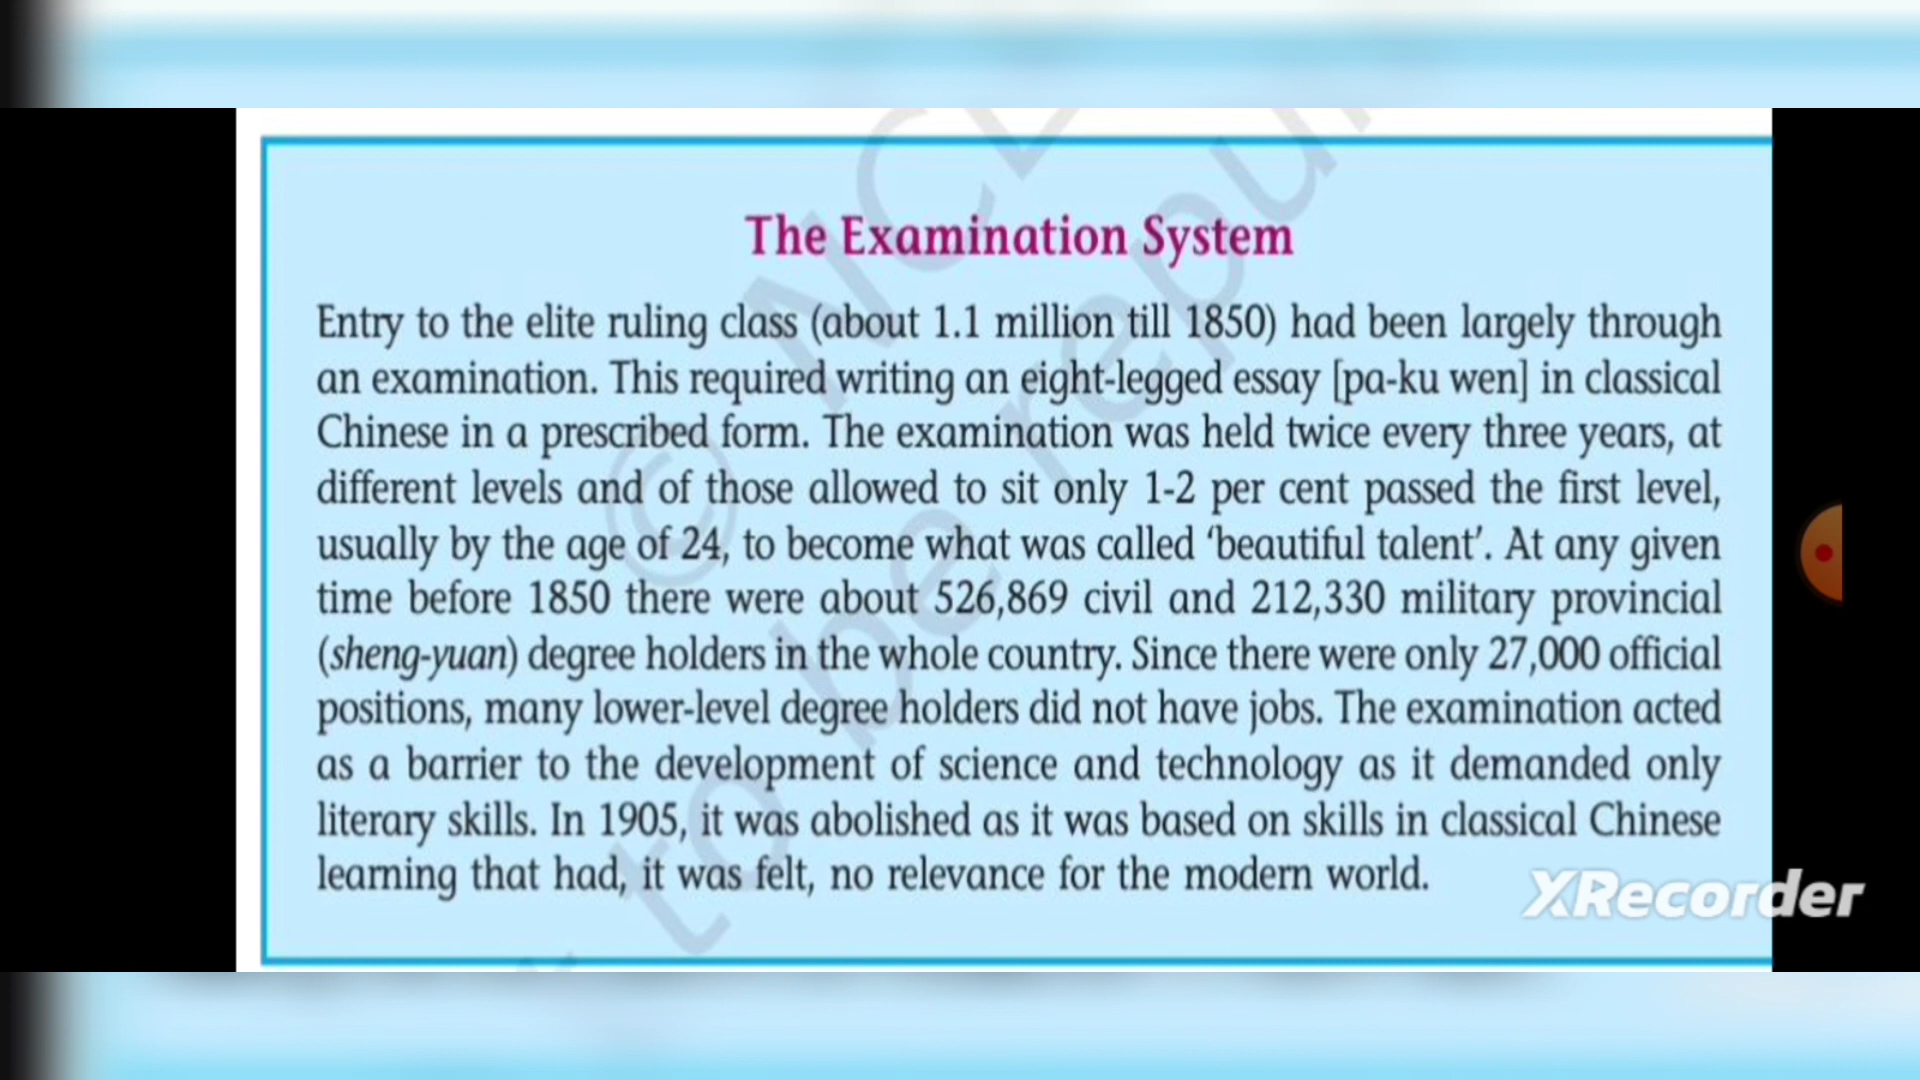 The Examination System
Entry to the elite ruling class (about 1.1 million till 1850) had been largely through
an examination. This required writing an eight-legged essay [pa-ku wen] in classical
Chinese in a prescribed form. The examination was held twice every three years, at
different levels and of those allowed to sit only 1-2 per cent passed the first level,
usually by the age of 24, to become what was called ‘beautiful talent’. At any given
time before 1850 there were about 526,869 civil and 212,330 military provincial
(sheng-yuan) degree holders in the whole country. Since there were only 27,000 official
positions, many lower-level degree holders did not have jobs. The examination acted
as a barrier to the development of science and technology as it demanded only
literary skills. In 1905, it was abolished as it was based on skills in classical Chinese
learning that had, it was felt, no relevance for the modern world.
XRecorder
© NCE
to be repu